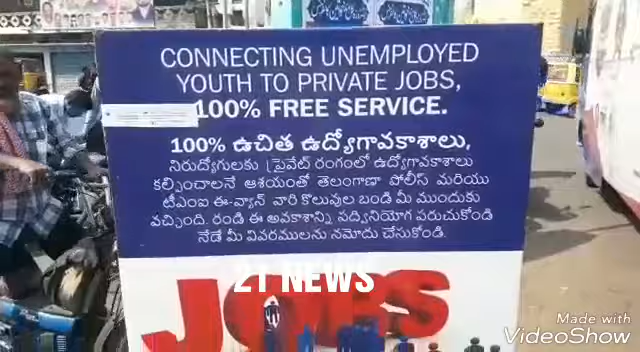 CONNECTING UNEMPLOYED
YOUTH TO PRIVATE JOBS,
100% FREE SERVICE.
100% ఉచిత ఉద్యోగావకాశాలు,
నిరుద్యోగులకు ప్రైవేట్ రంగంలో ఉద్యోగావకాశాలు
కల్పించాలనే ఆశయంతో తెలంగాణా పోలీస్ మరియు
టీఎంఐ ఈ-వ్యాన్ వారి కొలువుల బండి మీ ముందుకు
వచ్చింది. రండి ఈ అవకాశాన్ని సద్వినియోగ పరుచుకోండి
నేడే మీ వివరములను నమోదు చేసుకోండి.
21 NEWS
JOBS
Made with
VideoShow